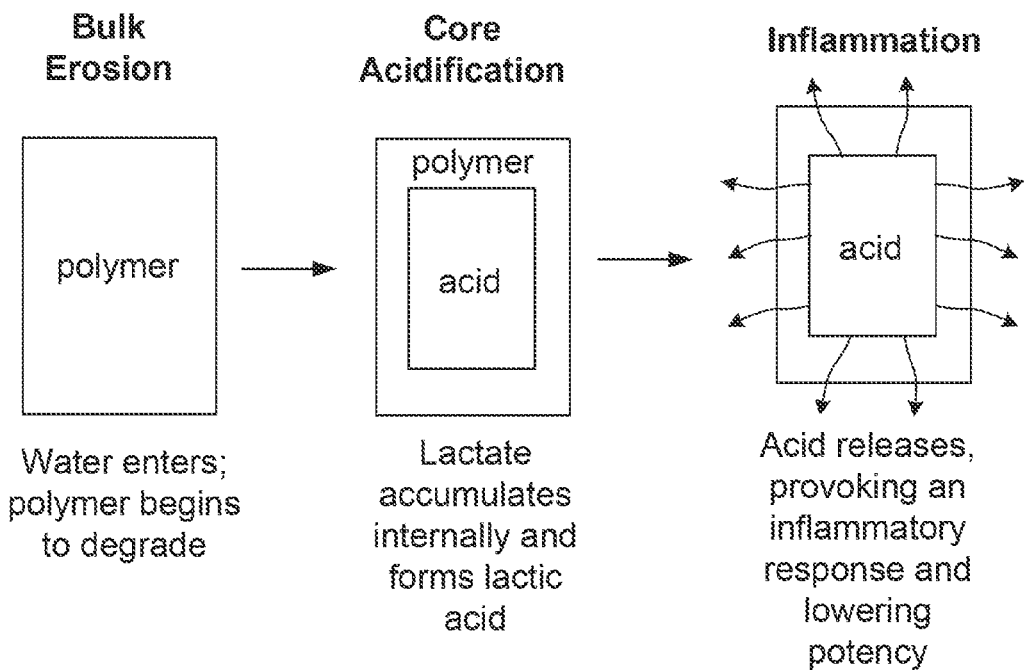 Bulk
Erosion
polymer
Water enters;
polymer begins
to degrade
Core
Acidification
polymer
acid
Lactate
accumulates
internally and
forms lactic
acid
Inflammation
acid
Acid releases,
provoking an
inflammatory
response and
lowering
potency